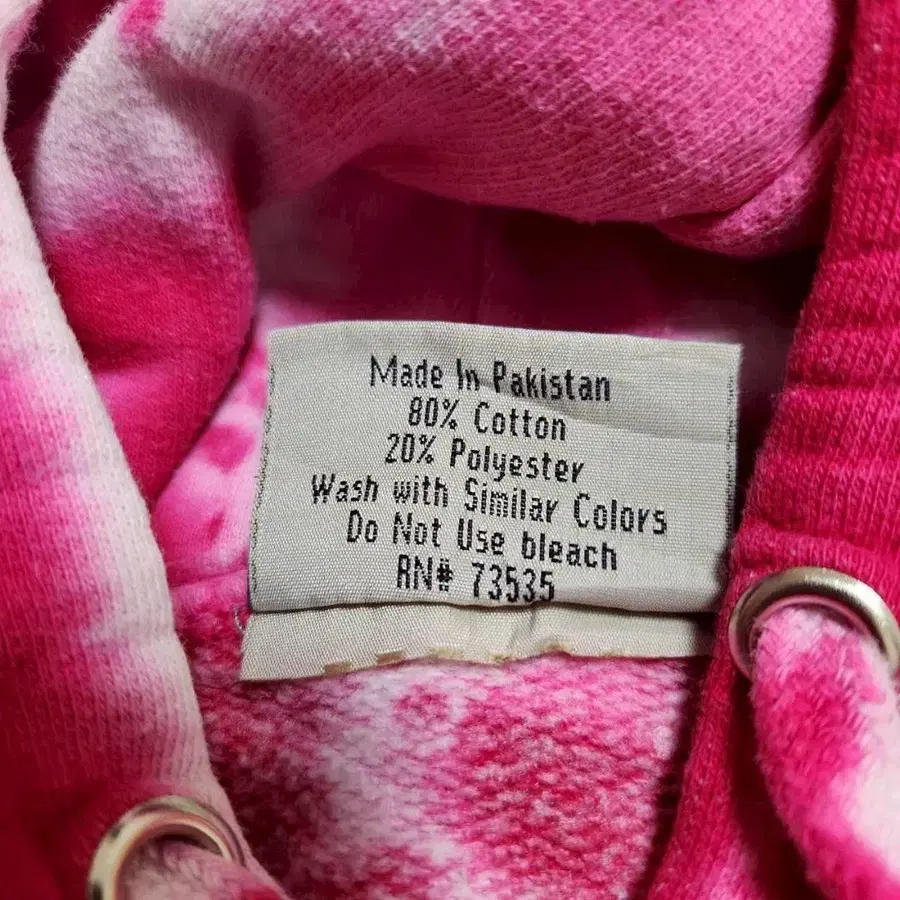 Made In Pakistan
80% Cotton
20% Polyester
Wash with Similar Colors
Do Not Use bleach
RN# 73535